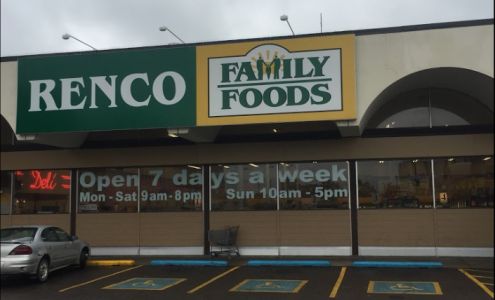 RENCO
FAMILY
FOODS
Deli
Open 7 days a week
Mon - Sat 9am - 8pm
Sun 10am - 5pm